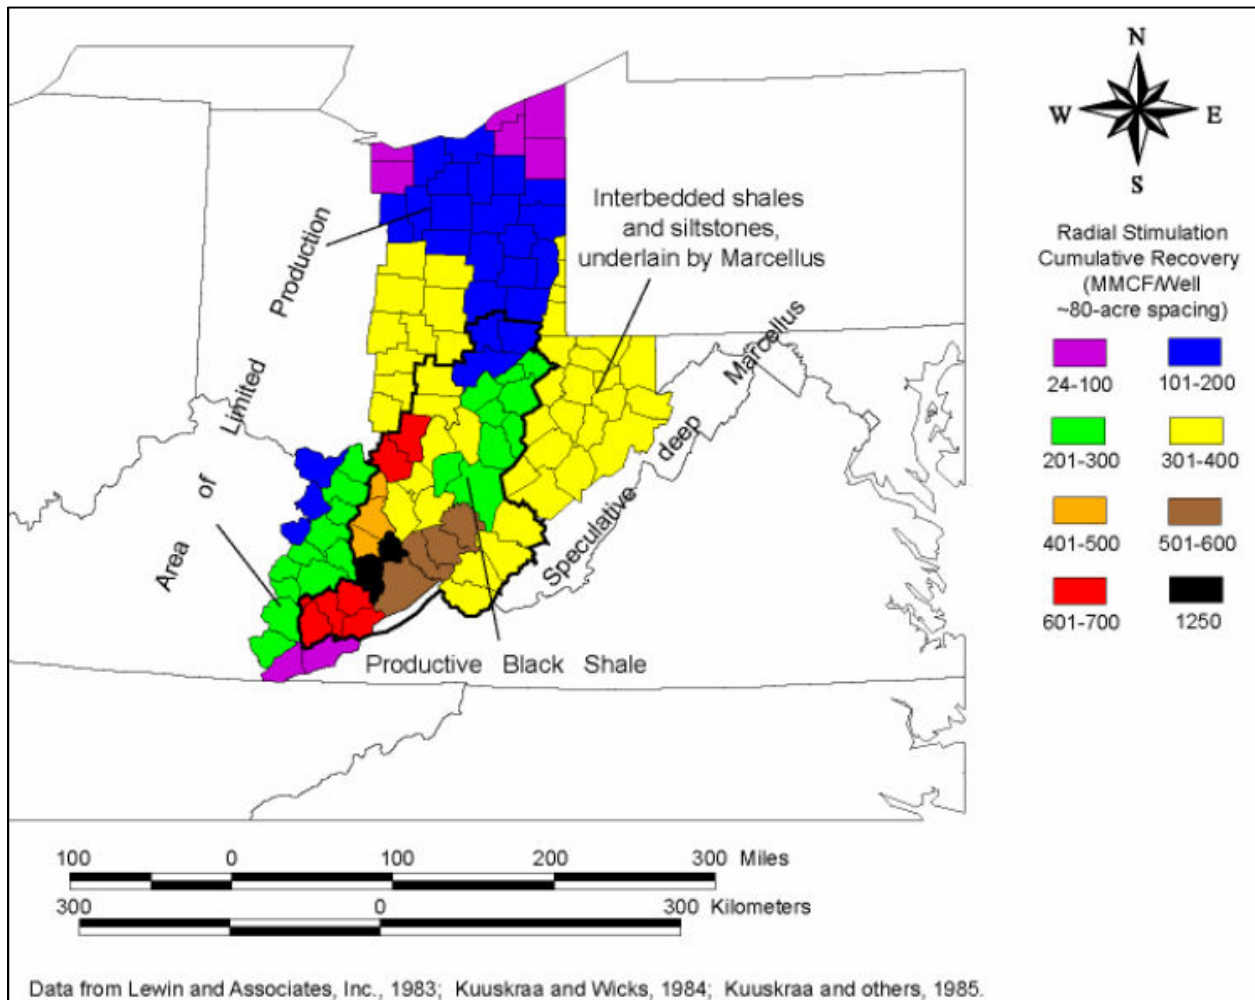 N
W E
S
Interbedded shales
and siltstones,
underlain by Marcellus
Area of Limited Production
Speculative deep Marcellus
Productive Black Shale
Radial Stimulation
Cumulative Recovery
(MMCF/Well
~80-acre spacing)
24-100 101-200
201-300 301-400
401-500 501-600
601-700 1250
100 0 100 200 300 Miles
300 0 300 Kilometers
Data from Lewin and Associates, Inc., 1983; Kuuskraa and Wicks, 1984; Kuuskraa and others, 1985.